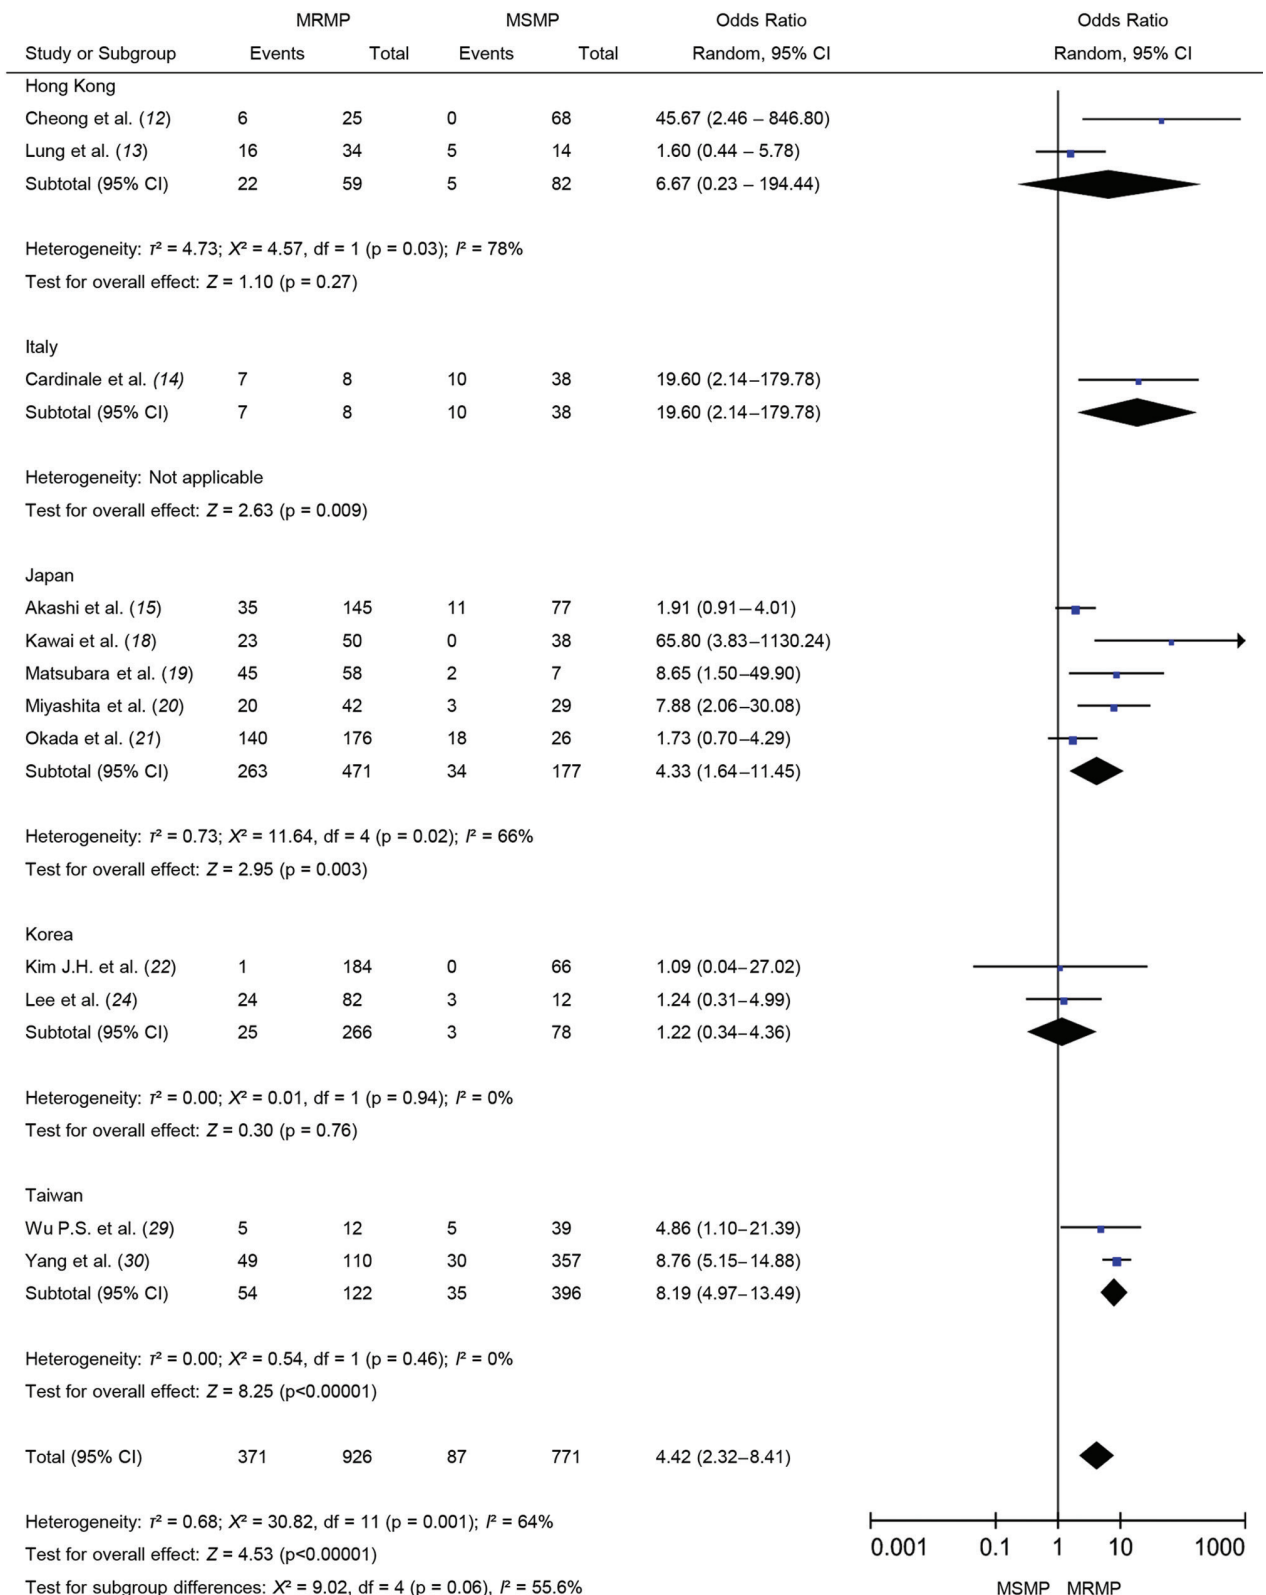 MRMP MSMP Odds Ratio Odds Ratio
Study or Subgroup Events Total Events Total Random, 95% CI Random, 95% CI
Hong Kong
Cheong et al. (12) 6 25 0 68 45.67 (2.46 – 846.80)
Lung et al. (13) 16 34 5 14 1.60 (0.44 – 5.78)
Subtotal (95% CI) 22 59 5 82 6.67 (0.23 – 194.44)
Heterogeneity: τ² = 4.73; X² = 4.57, df = 1 (p = 0.03); I² = 78%
Test for overall effect: Z = 1.10 (p = 0.27)
Italy
Cardinale et al. (14) 7 8 10 38 19.60 (2.14–179.78)
Subtotal (95% CI) 7 8 10 38 19.60 (2.14–179.78)
Heterogeneity: Not applicable
Test for overall effect: Z = 2.63 (p = 0.009)
Japan
Akashi et al. (15) 35 145 11 77 1.91 (0.91–4.01)
Kawai et al. (18) 23 50 0 38 65.80 (3.83–1130.24)
Matsubara et al. (19) 45 58 2 7 8.65 (1.50–49.90)
Miyashita et al. (20) 20 42 3 29 7.88 (2.06–30.08)
Okada et al. (21) 140 176 18 26 1.73 (0.70–4.29)
Subtotal (95% CI) 263 471 34 177 4.33 (1.64–11.45)
Heterogeneity: τ² = 0.73; X² = 11.64, df = 4 (p = 0.02); I² = 66%
Test for overall effect: Z = 2.95 (p = 0.003)
Korea
Kim J.H. et al. (22) 1 184 0 66 1.09 (0.04–27.02)
Lee et al. (24) 24 82 3 12 1.24 (0.31–4.99)
Subtotal (95% CI) 25 266 3 78 1.22 (0.34–4.36)
Heterogeneity: τ² = 0.00; X² = 0.01, df = 1 (p = 0.94); I² = 0%
Test for overall effect: Z = 0.30 (p = 0.76)
Taiwan
Wu P.S. et al. (29) 5 12 5 39 4.86 (1.10–21.39)
Yang et al. (30) 49 110 30 357 8.76 (5.15–14.88)
Subtotal (95% CI) 54 122 35 396 8.19 (4.97–13.49)
Heterogeneity: τ² = 0.00; X² = 0.54, df = 1 (p = 0.46); I² = 0%
Test for overall effect: Z = 8.25 (p<0.00001)
Total (95% CI) 371 926 87 771 4.42 (2.32–8.41)
Heterogeneity: τ² = 0.68; X² = 30.82, df = 11 (p = 0.001); I² = 64%
Test for overall effect: Z = 4.53 (p<0.00001)
0.001 0.1 1 10 1000
Test for subgroup differences: X² = 9.02, df = 4 (p = 0.06), I² = 55.6%
MSMP MRMP